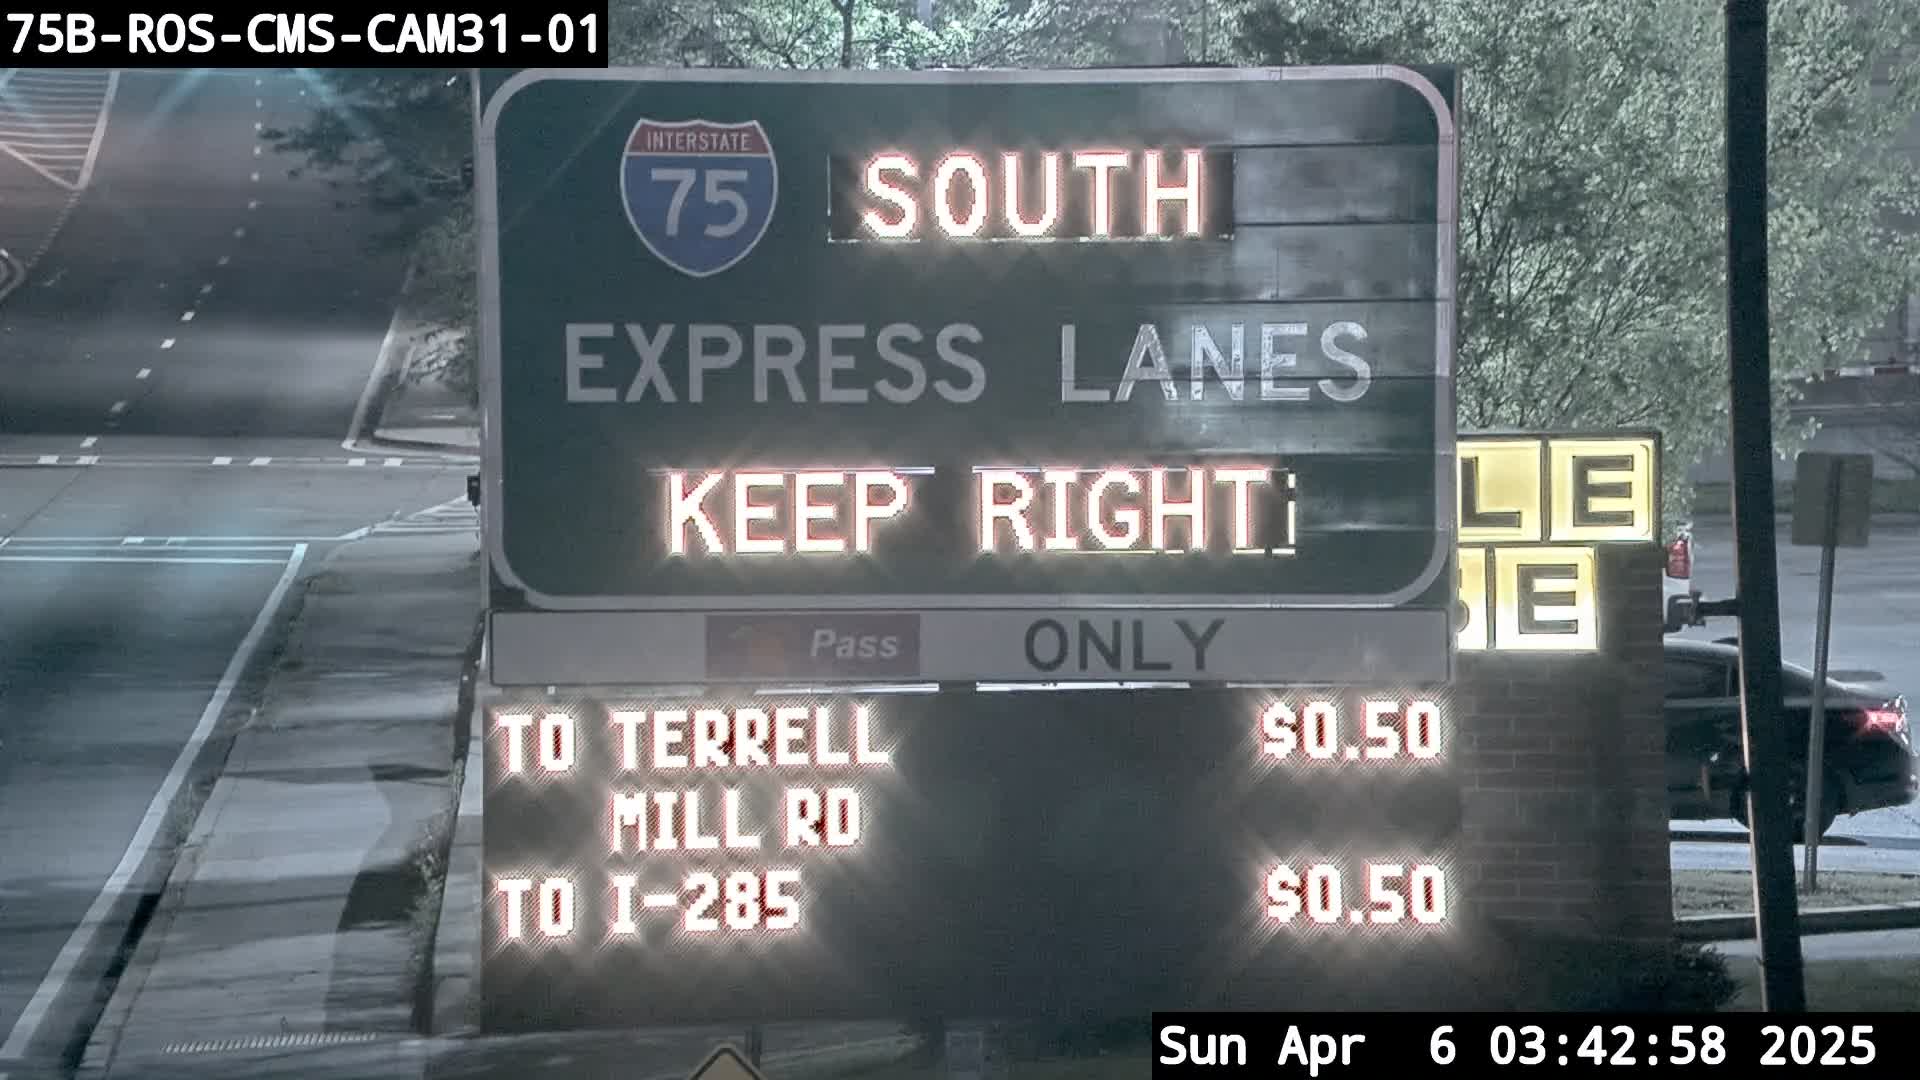 75B-ROS-CMS-CAM31-01
INTERSTATE
75
SOUTH
EXPRESS LANES
KEEP RIGHT
Pass ONLY
LE
E
TO TERRELL $0.50
MILL RD
TO I-285 $0.50
Sun Apr 6 03:42:58 2025